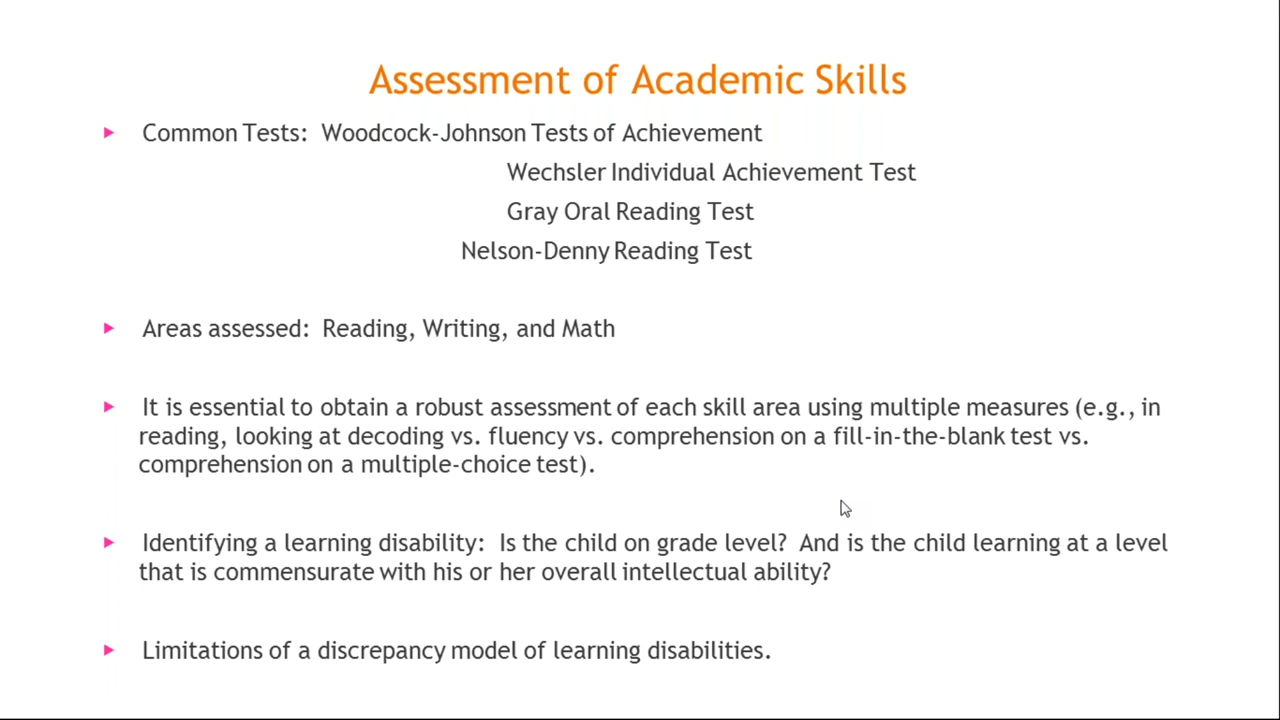 Assessment of Academic Skills
Common Tests: Woodcock-Johnson Tests of Achievement
Wechsler Individual Achievement Test
Gray Oral Reading Test
Nelson-Denny Reading Test
Areas assessed: Reading, Writing, and Math
It is essential to obtain a robust assessment of each skill area using multiple measures (e.g., in
reading, looking at decoding vs. fluency vs. comprehension on a fill-in-the-blank test vs.
comprehension on a multiple-choice test).
Identifying a learning disability: Is the child on grade level? And is the child learning at a level
that is commensurate with his or her overall intellectual ability?
Limitations of a discrepancy model of learning disabilities.